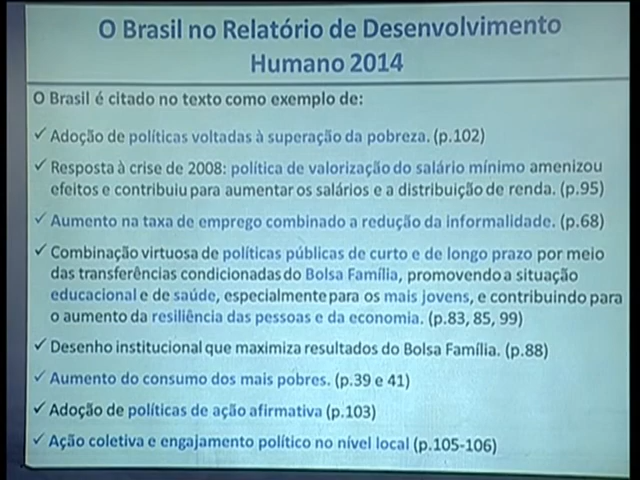 O Brasil no Relatório de Desenvolvimento
Humano 2014
O Brasil é citado no texto como exemplo de:
✓ Adoção de políticas voltadas à superação da pobreza. (p.102)
✓ Resposta à crise de 2008: política de valorização do salário mínimo amenizou
efeitos e contribuiu para aumentar os salários e a distribuição de renda. (p.95)
✓ Aumento na taxa de emprego combinado a redução da informalidade. (p.68)
✓ Combinação virtuosa de políticas públicas de curto e de longo prazo por meio
das transferências condicionadas do Bolsa Família, promovendo a situação
educacional e de saúde, especialmente para os mais jovens, e contribuindo para
o aumento da resiliência das pessoas e da economia. (p.83, 85, 99)
✓ Desenho institucional que maximiza resultados do Bolsa Família. (p.88)
✓ Aumento do consumo dos mais pobres. (p.39 e 41)
✓ Adoção de políticas de ação afirmativa (p.103)
✓ Ação coletiva e engajamento político no nível local (p.105-106)